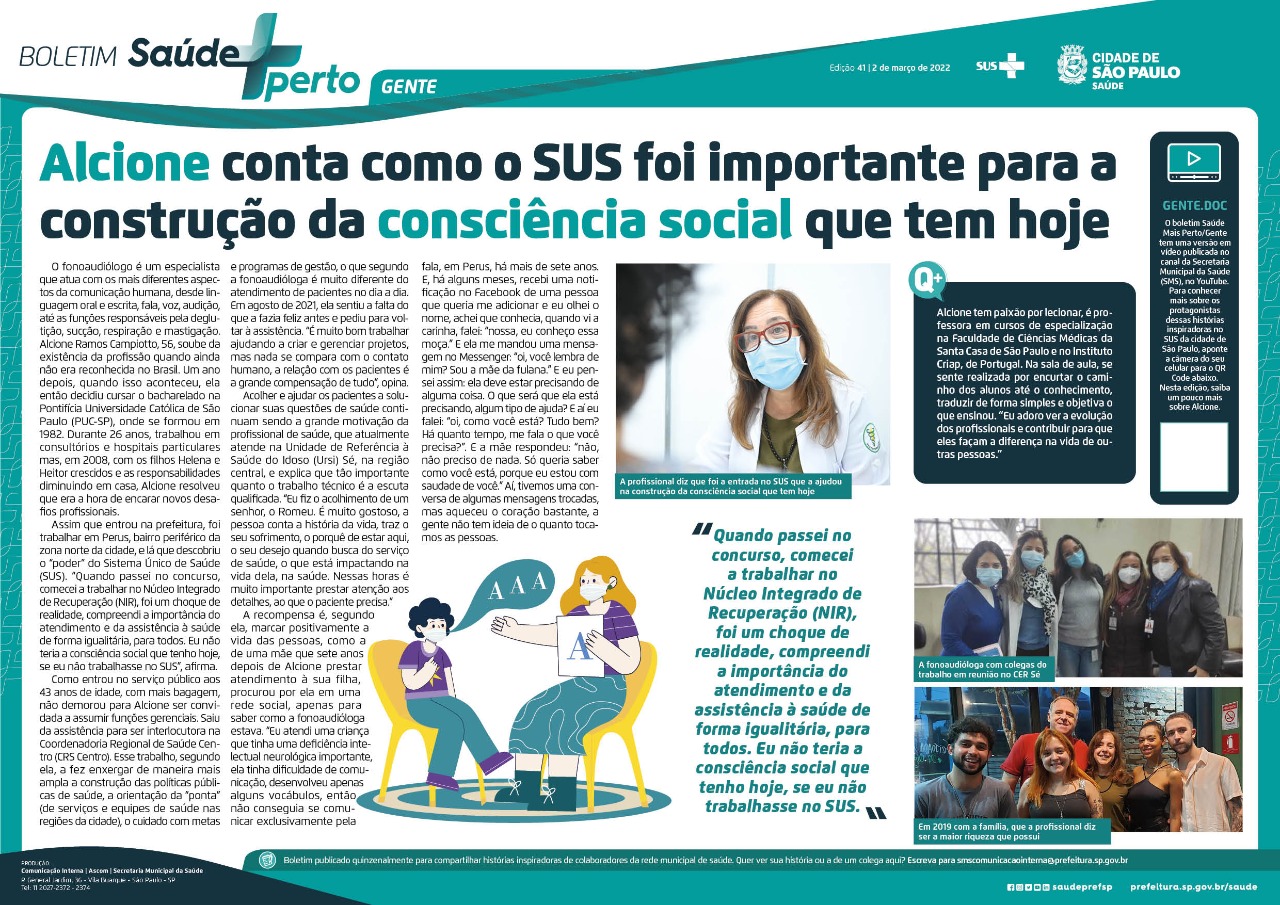 BOLETIM Saúde
perto
GENTE
Edição 41 | 2 de março de 2022
SUS
CIDADE DE
SÃO PAULO
SAÚDE
Alcione conta como o SUS foi importante para a
construção da consciência social que tem hoje
O fonoaudiólogo é um especialista
que atua com os mais diferentes aspec-
tos da comunicação humana, desde lin-
guagem oral e escrita, fala, voz, audição,
até as funções responsáveis pela deglu-
tição, sucção, respiração e mastigação.
Alcione Ramos Campiotto, 56, soube da
existência da profissão quando ainda
não era reconhecida no Brasil. Um ano
depois, quando isso aconteceu, ela
então decidiu cursar o bacharelado na
Pontifícia Universidade Católica de São
Paulo (PUC-SP), onde se formou em
1982. Durante 26 anos, trabalhou em
consultórios e hospitais particulares
mas, em 2008, com os filhos Helena e
Heitor crescidos e as responsabilidades
diminuindo em casa, Alcione resolveu
que era a hora de encarar novos desa-
fios profissionais.
Assim que entrou na prefeitura, foi
trabalhar em Perus, bairro periférico da
zona norte da cidade, e lá que descobriu
o “poder” do Sistema Único de Saúde
(SUS). “Quando passei no concurso,
comecei a trabalhar no Núcleo Integrado
de Recuperação (NIR), foi um choque de
realidade, compreendi a importância do
atendimento e da assistência à saúde
de forma igualitária, para todos. Eu não
teria a consciência social que tenho hoje,
se eu não trabalhasse no SUS”, afirma.
Como entrou no serviço público aos
43 anos de idade, com mais bagagem,
não demorou para Alcione ser convi-
dada a assumir funções gerenciais. Saiu
da assistência para ser interlocutora na
Coordenadoria Regional de Saúde Cen-
tro (CRS Centro). Esse trabalho, segundo
ela, a fez enxergar de maneira mais
ampla a construção das políticas públi-
cas de saúde, a orientação da “ponta”
(de serviços e equipes de saúde nas
regiões da cidade), o cuidado com metas
e programas de gestão, o que segundo
a fonoaudióloga é muito diferente do
atendimento de pacientes no dia a dia.
Em agosto de 2021, ela sentiu a falta do
que a fazia feliz antes e pediu para vol-
tar à assistência. “É muito bom trabalhar
ajudando a criar e gerenciar projetos,
mas nada se compara com o contato
humano, a relação com os pacientes é
a grande compensação de tudo”, opina.
Acolher e ajudar os pacientes a solu-
cionar suas questões de saúde conti-
nuam sendo a grande motivação da
profissional de saúde, que atualmente
atende na Unidade de Referência à
Saúde do Idoso (Ursi) Sé, na região
central, e explica que tão importante
quanto o trabalho técnico é a escuta
qualificada. “Eu fiz o acolhimento de um
senhor, o Romeu. É muito gostoso, a
pessoa conta a história da vida, traz o
seu sofrimento, o porquê de estar aqui,
o seu desejo quando busca do serviço
de saúde, o que está impactando na
vida dela, na saúde. Nessas horas é
muito importante prestar atenção aos
detalhes, ao que o paciente precisa.”
A recompensa é, segundo
ela, marcar positivamente a
vida das pessoas, como a
de uma mãe que sete anos
depois de Alcione prestar
atendimento à sua filha,
procurou por ela em uma
rede social, apenas para
saber como a fonoaudióloga
estava. “Eu atendi uma criança
que tinha uma deficiência inte-
lectual neurológica importante,
ela tinha dificuldade de comu-
nicação, desenvolveu apenas
alguns vocábulos, então
não conseguia se comu-
nicar exclusivamente pela
fala, em Perus, há mais de sete anos.
E, há alguns meses, recebi uma noti-
ficação no Facebook de uma pessoa
que queria me adicionar e eu olhei o
nome, achei que conhecia, quando vi a
carinha, falei: “nossa, eu conheço essa
moça.” E ela me mandou uma mensa-
gem no Messenger: “oi, você lembra de
mim? Sou a mãe da fulana.” E eu pen-
sei assim: ela deve estar precisando de
alguma coisa. O que será que ela está
precisando, algum tipo de ajuda? E aí eu
falei: “oi, como você está? Tudo bem?
Há quanto tempo, me fala o que você
precisa?”. E a mãe respondeu: “não,
não preciso de nada. Só queria saber
como você está, porque eu estou com
saudade de você.” Aí, tivemos uma con-
versa de algumas mensagens trocadas,
mas aqueceu o coração bastante, a
gente não tem ideia de o quanto toca-
mos as pessoas.
A A A
A
A profissional diz que foi a entrada no SUS que a ajudou
na construção da consciência social que tem hoje
“Quando passei no
concurso, comecei
a trabalhar no
Núcleo Integrado de
Recuperação (NIR),
foi um choque de
realidade, compreendi
a importância do
atendimento e da
assistência à saúde de
forma igualitária, para
todos. Eu não teria a
consciência social que
tenho hoje, se eu não
trabalhasse no SUS.”
Q+
Alcione tem paixão por lecionar, é pro-
fessora em cursos de especialização
na Faculdade de Ciências Médicas da
Santa Casa de São Paulo e no Instituto
Criap, de Portugal. Na sala de aula, se
sente realizada por encurtar o cami-
nho dos alunos até o conhecimento,
traduzir de forma simples e objetiva o
que ensinou. “Eu adoro ver a evolução
dos profissionais e contribuir para que
eles façam a diferença na vida de ou-
tras pessoas.”
GENTE.DOC
O boletim Saúde
Mais Perto/Gente
tem uma versão em
vídeo publicada no
canal da Secretaria
Municipal da Saúde
(SMS), no YouTube.
Para conhecer
mais sobre os
protagonistas
dessas histórias
inspiradoras no
SUS da cidade de
São Paulo, aponte
a câmera do seu
celular para o QR
Code abaixo.
Nesta edição, saiba
um pouco mais
sobre Alcione.
A fonoaudióloga com colegas do
trabalho em reunião no CER Sé
Em 2019 com a família, que a profissional diz
ser a maior riqueza que possui
PRODUÇÃO
Comunicação Interna | Ascom | Secretaria Municipal da Saúde
R. General Jardim, 36 - Vila Buarque - São Paulo - SP
Tel: 11 2027-2372 - 2374
Boletim publicado quinzenalmente para compartilhar histórias inspiradoras de colaboradores da rede municipal de saúde. Quer ver sua história ou a de um colega aqui? Escreva para smscomunicacaointerna@prefeitura.sp.gov.br
saudeprefsp
prefeitura.sp.gov.br/saude